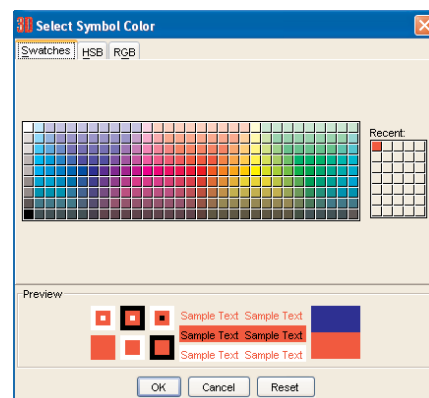 3D Select Symbol Color
Swatches HSB RGB
Recent:
Preview
Sample Text Sample Text
Sample Text Sample Text
Sample Text Sample Text
OK Cancel Reset